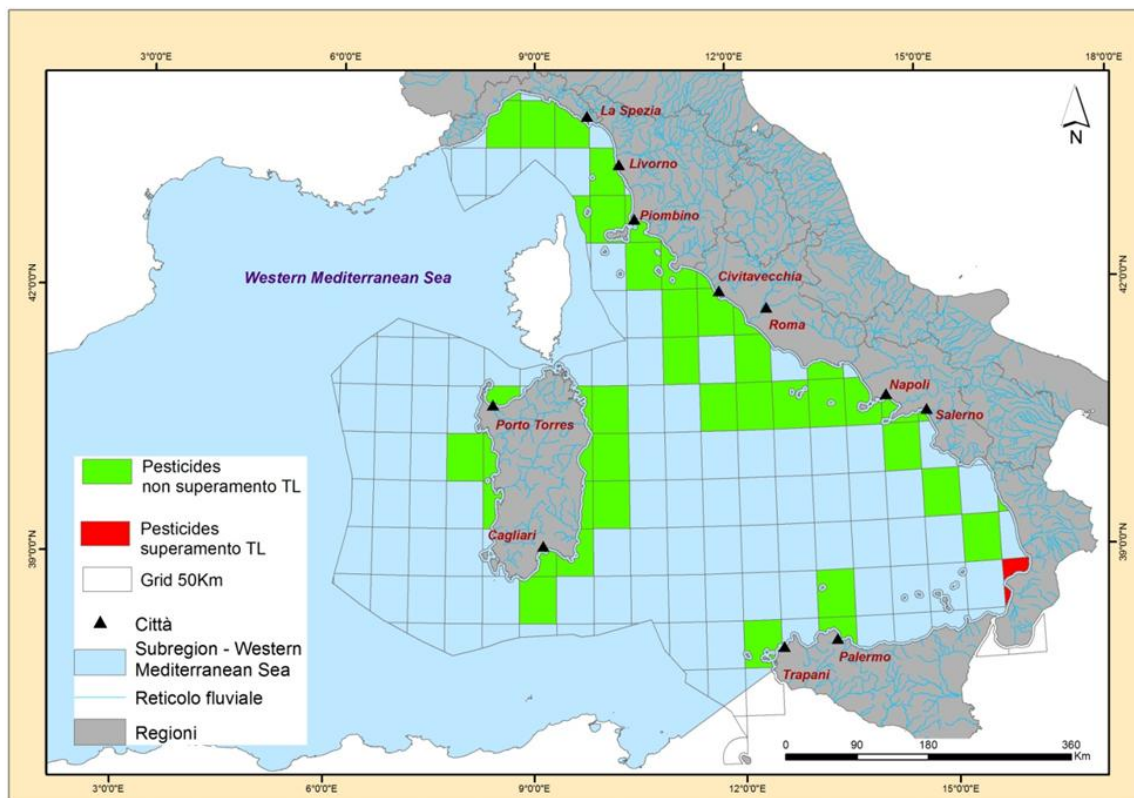 3°0'0"E 6°0'0"E 9°0'0"E 12°0'0"E 15°0'0"E 18°0'0"E
N
La Spezia
Livorno
Piombino
Western Mediterranean Sea
Civitavecchia
42°0'0"N
42°0'0"N
Roma
Napoli
Salerno
Porto Torres
Pesticides
non superamento TL
Pesticides
superamento TL
Grid 50Km
Città
Subregion - Western
Mediterranean Sea
Reticolo fluviale
Regioni
Cagliari
39°0'0"N
39°0'0"N
Palermo
Trapani
0 90 180 360
Km
3°0'0"E 6°0'0"E 9°0'0"E 12°0'0"E 15°0'0"E